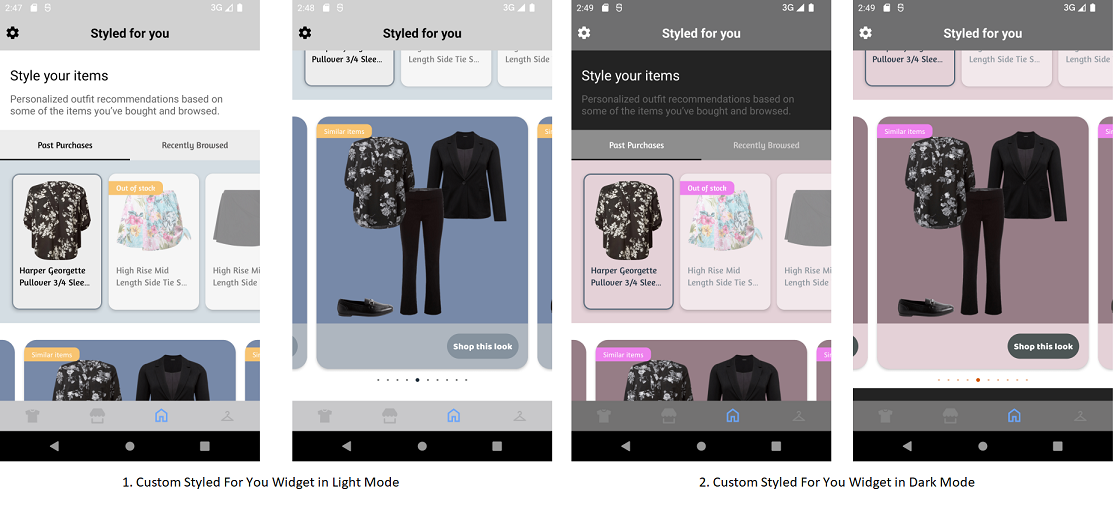 2:47
3G
Styled for you
Style your items
Personalized outfit recommendations based on
some of the items you've bought and browsed.
Past Purchases
Recently Browsed
Out of stock
Harper Georgette
Pullover 3/4 Slee...
High Rise Mid
Length Side Tie S...
High Rise Mi
Length Side
Similar items
2:48
3G
Styled for you
Pullover 3/4 Slee...
Length Side Tie S...
Length Side
Similar items
Shop this look
2:49
3G
Styled for you
Style your items
Personalized outfit recommendations based on
some of the items you've bought and browsed.
Past Purchases
Recently Browsed
Out of stock
Harper Georgette
Pullover 3/4 Slee...
High Rise Mid
Length Side Tie S...
High Rise Mi
Length Side
Similar items
2:49
3G
Styled for you
Pullover 3/4 Slee...
Length Side Tie S...
Length Side
Similar items
Shop this look
1. Custom Styled For You Widget in Light Mode
2. Custom Styled For You Widget in Dark Mode